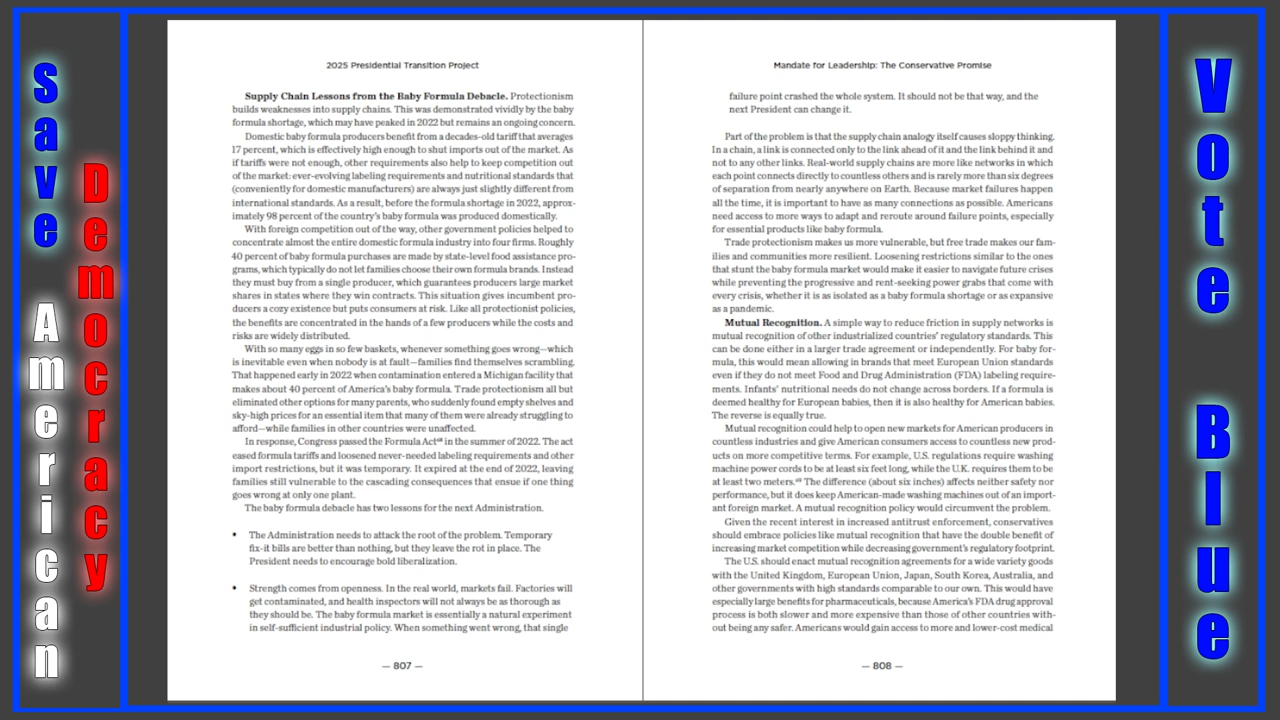 Save American
Democracy
2025 Presidential Transition Project
Supply Chain Lessons from the Baby Formula Debacle. Protectionism
builds weaknesses into supply chains. This was demonstrated vividly by the baby
formula shortage, which may have peaked in 2022 but remains an ongoing concern.
Domestic baby formula producers benefit from a decades-old tariff that averages
17 percent, which is effectively high enough to shut imports out of the market. As
if tariffs were not enough, other requirements also help to keep competition out
of the market: ever-evolving labeling requirements and nutritional standards that
(conveniently for domestic manufacturers) are always just slightly different from
international standards. As a result, before the formula shortage in 2022, approx-
imately 98 percent of the country's baby formula was produced domestically.
With foreign competition out of the way, other government policies helped to
concentrate almost the entire domestic formula industry into four firms. Roughly
40 percent of baby formula purchases are made by state-level food assistance pro-
grams, which typically do not let families choose their own formula brands. Instead
they must buy from a single producer, which guarantees producers large market
shares in states where they win contracts. This situation gives incumbent pro-
ducers a cozy existence but puts consumers at risk. Like all protectionist policies,
the benefits are concentrated in the hands of a few producers while the costs and
risks are widely distributed.
With so many eggs in so few baskets, whenever something goes wrong—which
is inevitable even when nobody is at fault—families find themselves scrambling.
That happened early in 2022 when contamination entered a Michigan facility that
makes about 40 percent of America's baby formula. Trade protectionism all but
eliminated other options for many parents, who suddenly found empty shelves and
sky-high prices for an essential item that many of them were already struggling to
afford—while families in other countries were unaffected.
In response, Congress passed the Formula Act⁴⁸ in the summer of 2022. The act
eased formula tariffs and loosened never-needed labeling requirements and other
import restrictions, but it was temporary. It expired at the end of 2022, leaving
families still vulnerable to the cascading consequences that ensue if one thing
goes wrong at only one plant.
The baby formula debacle has two lessons for the next Administration.
• The Administration needs to attack the root of the problem. Temporary
fix-it bills are better than nothing, but they leave the rot in place. The
President needs to encourage bold liberalization.
• Strength comes from openness. In the real world, markets fail. Factories will
get contaminated, and health inspectors will not always be as thorough as
they should be. The baby formula market is essentially a natural experiment
in self-sufficient industrial policy. When something went wrong, that single
— 807 —
Mandate for Leadership: The Conservative Promise
failure point crashed the whole system. It should not be that way, and the
next President can change it.
Part of the problem is that the supply chain analogy itself causes sloppy thinking.
In a chain, a link is connected only to the link ahead of it and the link behind it and
not to any other links. Real-world supply chains are more like networks in which
each point connects directly to countless others and is rarely more than six degrees
of separation from nearly anywhere on Earth. Because market failures happen
all the time, it is important to have as many connections as possible. Americans
need access to more ways to adapt and reroute around failure points, especially
for essential products like baby formula.
Trade protectionism makes us more vulnerable, but free trade makes our fam-
ilies and communities more resilient. Loosening restrictions similar to the ones
that stunt the baby formula market would make it easier to navigate future crises
while preventing the progressive and rent-seeking power grabs that come with
every crisis, whether it is as isolated as a baby formula shortage or as expansive
as a pandemic.
Mutual Recognition. A simple way to reduce friction in supply networks is
mutual recognition of other industrialized countries' regulatory standards. This
can be done either in a larger trade agreement or independently. For baby for-
mula, this would mean allowing in brands that meet European Union standards
even if they do not meet Food and Drug Administration (FDA) labeling require-
ments. Infants' nutritional needs do not change across borders. If a formula is
deemed healthy for European babies, then it is also healthy for American babies.
The reverse is equally true.
Mutual recognition could help to open new markets for American producers in
countless industries and give American consumers access to countless new prod-
ucts on more competitive terms. For example, U.S. regulations require washing
machine power cords to be at least six feet long, while the U.K. requires them to be
at least two meters.⁴⁹ The difference (about six inches) affects neither safety nor
performance, but it does keep American-made washing machines out of an import-
ant foreign market. A mutual recognition policy would circumvent the problem.
Given the recent interest in increased antitrust enforcement, conservatives
should embrace policies like mutual recognition that have the double benefit of
increasing market competition while decreasing government's regulatory footprint.
The U.S. should enact mutual recognition agreements for a wide variety goods
with the United Kingdom, European Union, Japan, South Korea, Australia, and
other governments with high standards comparable to our own. This would have
especially large benefits for pharmaceuticals, because America's FDA drug approval
process is both slower and more expensive than those of other countries with-
out being any safer. Americans would gain access to more and lower-cost medical
— 808 —
Vote Blue